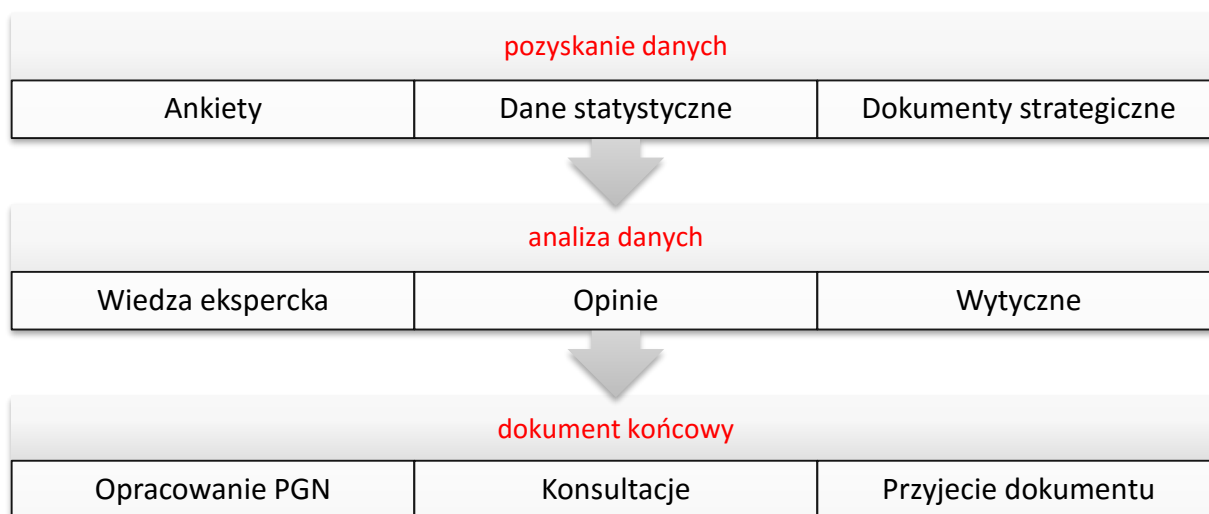 pozyskanie danych
Ankiety Dane statystyczne Dokumenty strategiczne
analiza danych
Wiedza ekspercka Opinie Wytyczne
dokument końcowy
Opracowanie PGN Konsultacje Przyjecie dokumentu